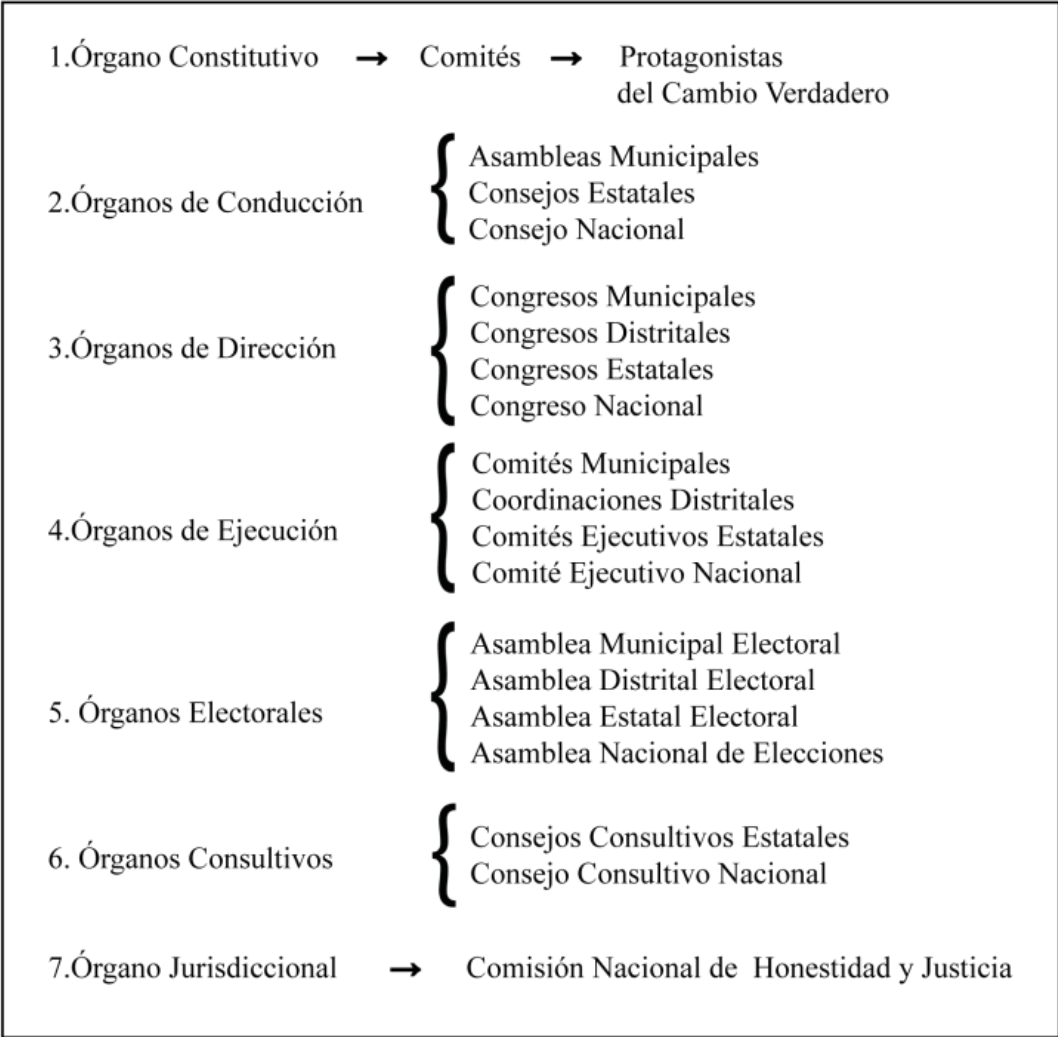 1.Órgano Constitutivo → Comités → Protagonistas
del Cambio Verdadero
2.Órganos de Conducción
Asambleas Municipales
Consejos Estatales
Consejo Nacional
3.Órganos de Dirección
Congresos Municipales
Congresos Distritales
Congresos Estatales
Congreso Nacional
4.Órganos de Ejecución
Comités Municipales
Coordinaciones Distritales
Comités Ejecutivos Estatales
Comité Ejecutivo Nacional
5. Órganos Electorales
Asamblea Municipal Electoral
Asamblea Distrital Electoral
Asamblea Estatal Electoral
Asamblea Nacional de Elecciones
6. Órganos Consultivos
Consejos Consultivos Estatales
Consejo Consultivo Nacional
7.Órgano Jurisdiccional → Comisión Nacional de Honestidad y Justicia